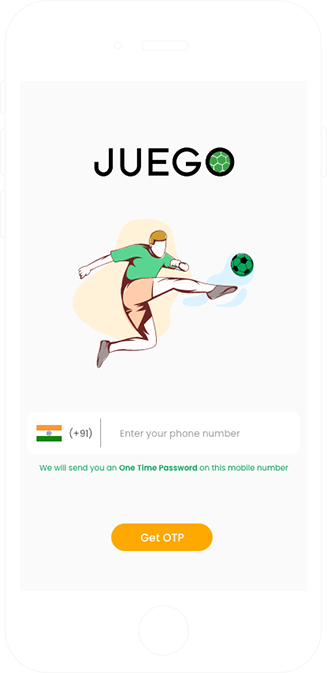 JUEGO
(+91) Enter your phone number
We will send you an One Time Password on this mobile number
Get OTP